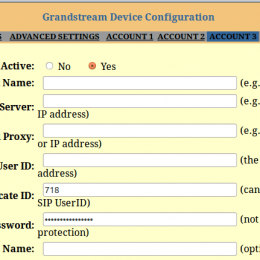 Grandstream Device Configuration
S ADVANCED SETTINGS ACCOUNT 1 ACCOUNT 2 ACCOUNT 3
Active: No Yes
Name: (e.g.
Server: (e.g.
IP address)
Proxy: (e.g.
or IP address)
User ID: (the
address)
cate ID: 718 (can
SIP UserID)
ssword: **************** (not
protection)
Name: (opti